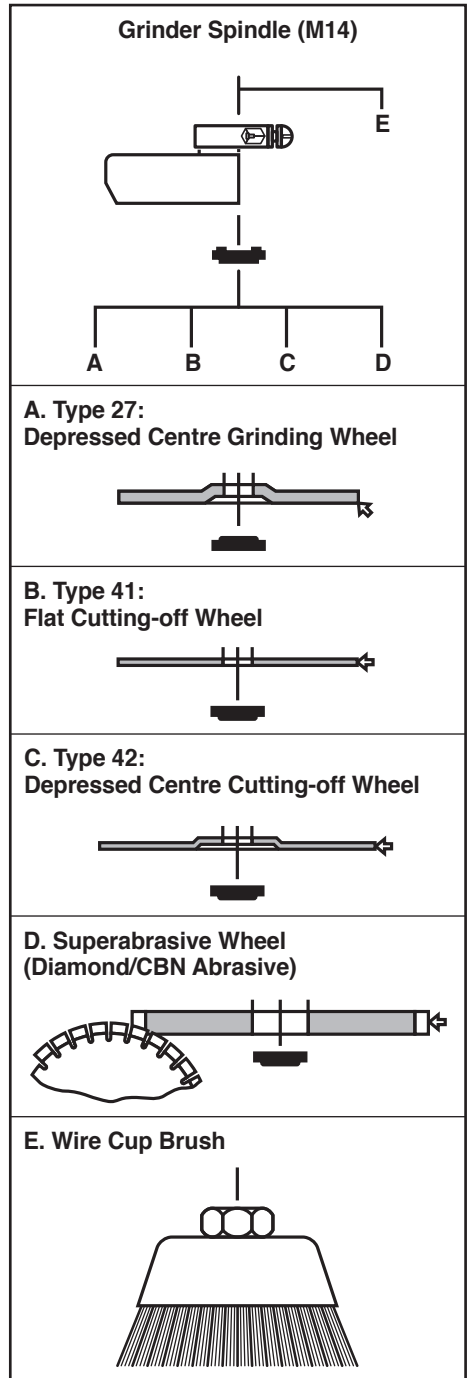 Grinder Spindle (M14)
E
A B C D
A. Type 27:
Depressed Centre Grinding Wheel
B. Type 41:
Flat Cutting-off Wheel
C. Type 42:
Depressed Centre Cutting-off Wheel
D. Superabrasive Wheel
(Diamond/CBN Abrasive)
E. Wire Cup Brush